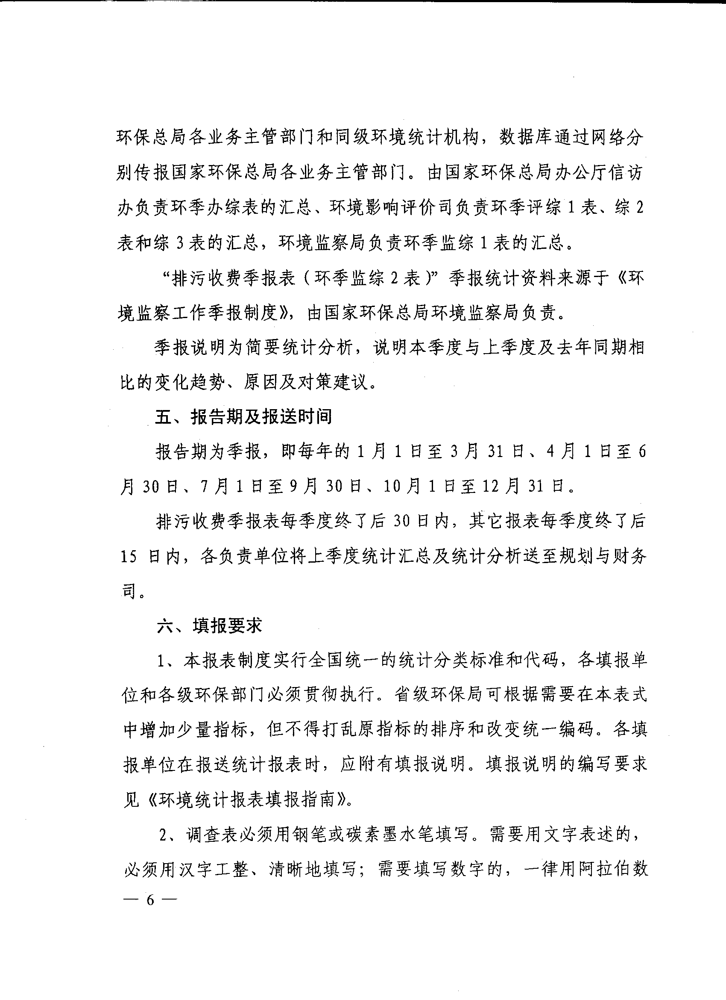 环保总局各业务主管部门和同级环境统计机构，数据库通过网络分
别传报国家环保总局各业务主管部门。由国家环保总局办公厅信访
办负责环季办综表的汇总、环境影响评价司负责环季评综1表、综2
表和综3表的汇总，环境监察局负责环季监综1表的汇总。
“排污收费季报表（环季监综2表）”季报统计资料来源于《环
境监察工作季报制度》，由国家环保总局环境监察局负责。
季报说明为简要统计分析，说明本季度与上季度及去年同期相
比的变化趋势、原因及对策建议。
五、报告期及报送时间
报告期为季报，即每年的1月1日至3月31日、4月1日至6
月30日、7月1日至9月30日、10月1日至12月31日。
排污收费季报表每季度终了后30日内，其它报表每季度终了后
15 日内，各负责单位将上季度统计汇总及统计分析送至规划与财务
司。
六、填报要求
1、本报表制度实行全国统一的统计分类标准和代码，各填报单
位和各级环保部门必须贯彻执行。省级环保局可根据需要在本表式
中增加少量指标，但不得打乱原指标的排序和改变统一编码。各填
报单位在报送统计报表时，应附有填报说明。填报说明的编写要求
见《环境统计报表填报指南》。
2、调查表必须用钢笔或碳素墨水笔填写。需要用文字表述的，
必须用汉字工整、清晰地填写；需要填写数字的，一律用阿拉伯数
— 6 —